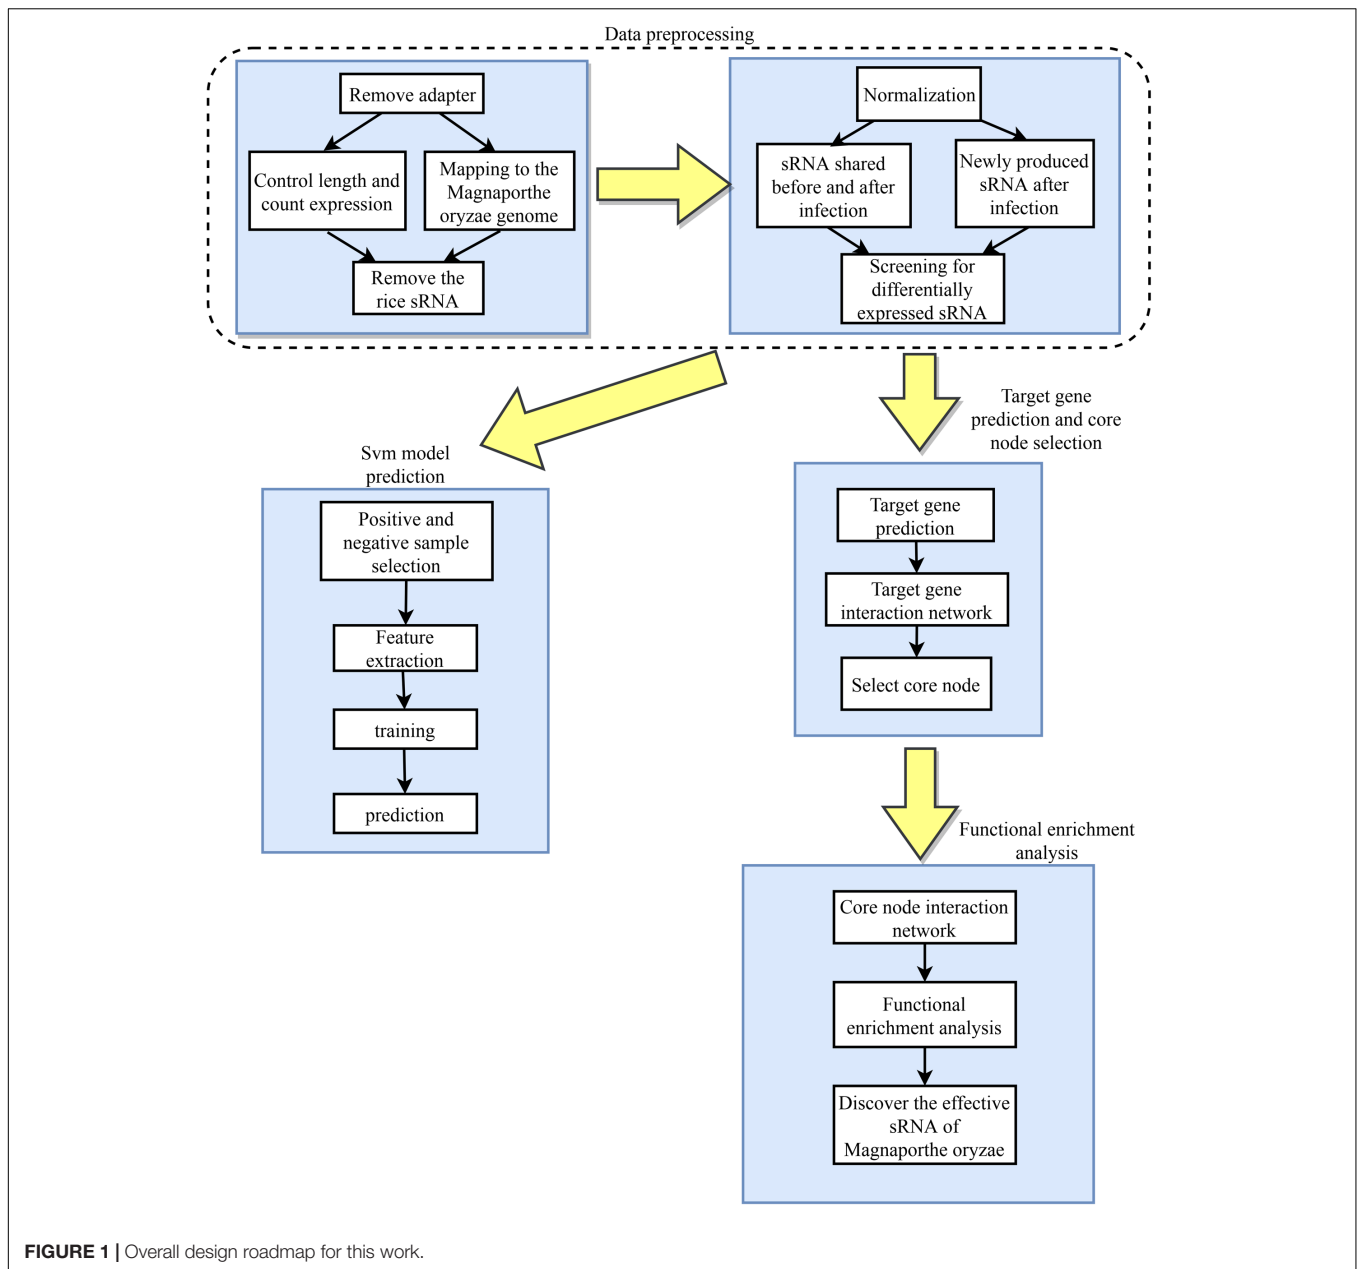 Data preprocessing
Remove adapter
Control length and
count expression
Mapping to the
Magnaporthe
oryzae genome
Remove the
rice sRNA
Normalization
sRNA shared
before and after
infection
Newly produced
sRNA after
infection
Screening for
differentially
expressed sRNA
Svm model
prediction
Positive and
negative sample
selection
Feature
extraction
training
prediction
Target gene
prediction and core
node selection
Target gene
prediction
Target gene
interaction network
Select core node
Functional enrichment
analysis
Core node interaction
network
Functional
enrichment analysis
Discover the effective
sRNA of
Magnaporthe oryzae
FIGURE 1 | Overall design roadmap for this work.